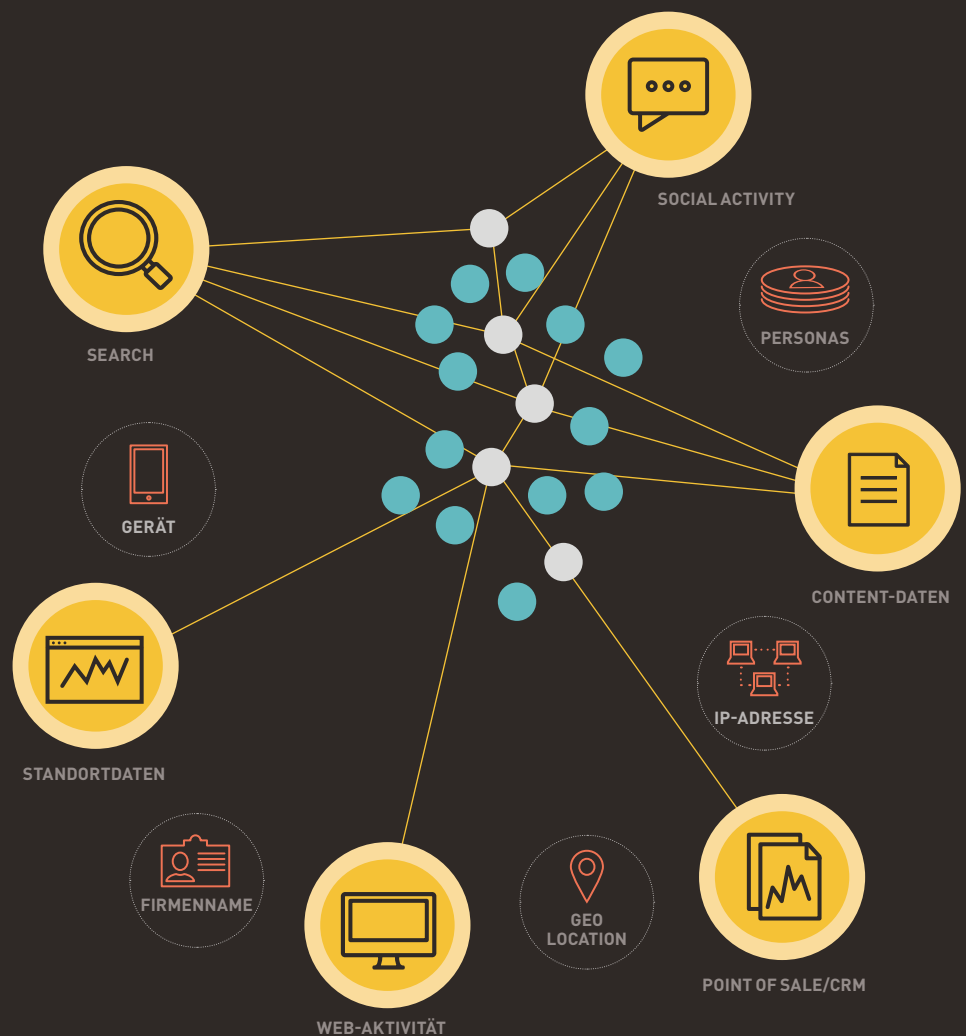 SOCIAL ACTIVITY
PERSONAS
SEARCH
GERÄT
CONTENT-DATEN
IP-ADRESSE
STANDORTDATEN
FIRMENNAME
GEO
LOCATION
POINT OF SALE/CRM
WEB-AKTIVITÄT